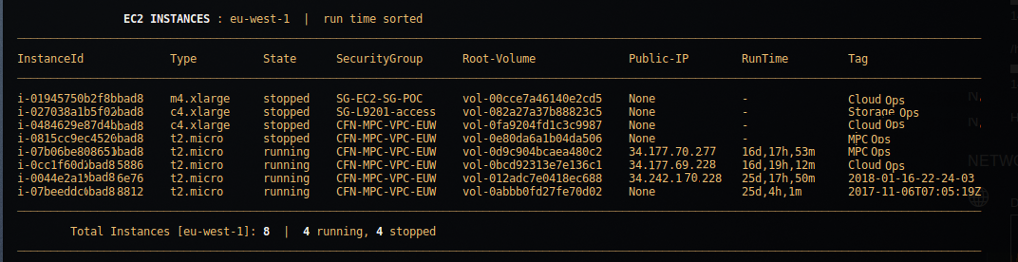 EC2 INSTANCES : eu-west-1 | run time sorted
InstanceId Type State SecurityGroup Root-Volume Public-IP RunTime Tag
i-01945750b2f8bbad8 m4.xlarge stopped SG-EC2-SG-POC vol-00cce7a46140e2cd5 None - Cloud Ops
i-027038a1b5f02bad8 c4.xlarge stopped SG-L9201-access vol-082a27a37b88823c5 None - Storage Ops
i-0484629e87d4bbad8 c4.xlarge stopped CFN-MPC-VPC-EUW vol-0fa9204fd1c3c9987 None - Cloud Ops
i-0815cc9ec4520bad8 t2.micro stopped CFN-MPC-VPC-EUW vol-0e80da6a1b04da506 None - MPC Ops
i-07b06be808651bad8 t2.micro running CFN-MPC-VPC-EUW vol-0d9c904bcaea480c2 34.177.70.277 16d,17h,53m MPC Ops
i-0cc1f60d bad85886 t2.micro running CFN-MPC-VPC-EUW vol-0bcd92313e7e136c1 34.177.69.228 16d,19h,12m Cloud Ops
i-0044e2a1 bad86e76 t2.micro running CFN-MPC-VPC-EUW vol-012adc7e0418ec688 34.242.170.228 25d,17h,50m 2018-01-16-22-24-03
i-07beeddc0bad88812 t2.micro running CFN-MPC-VPC-EUW vol-0abbb0fd27fe70d02 None 25d,4h,1m 2017-11-06T07:05:19Z
Total Instances [eu-west-1]: 8 | 4 running, 4 stopped